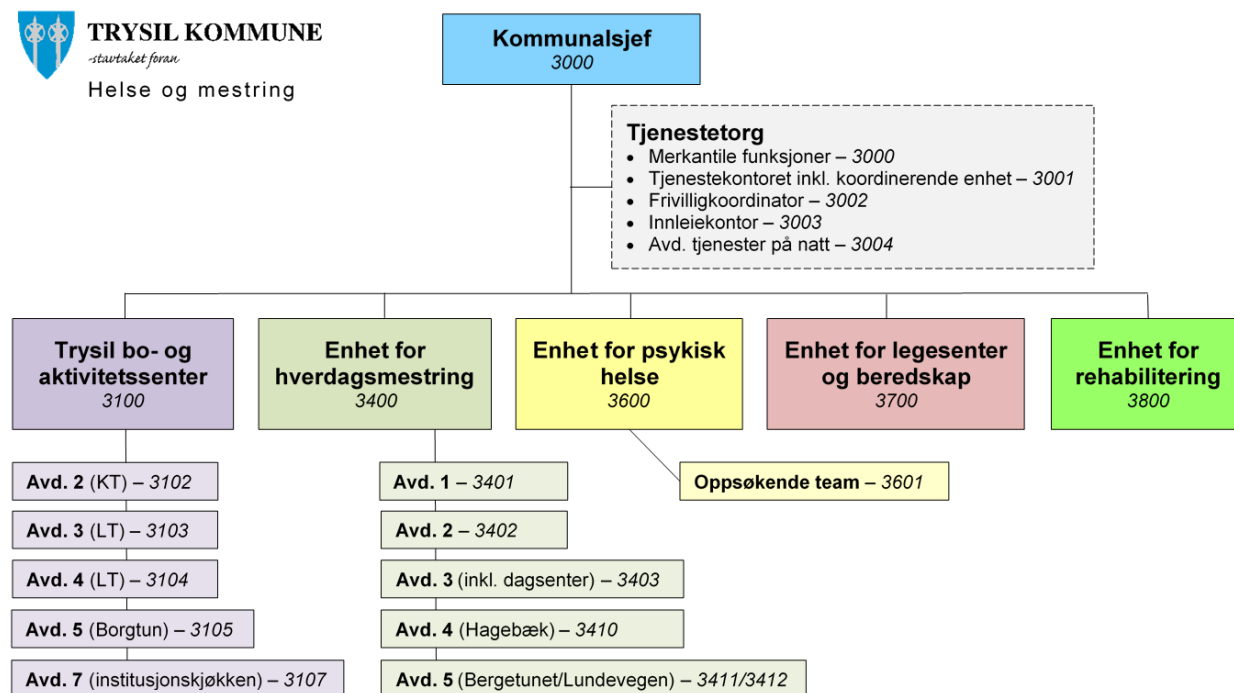 TRYSIL KOMMUNE
-stavtaket foran
Helse og mestring
Kommunalsjef
3000
Tjenestetorg
• Merkantile funksjoner – 3000
• Tjenestekontoret inkl. koordinerende enhet – 3001
• Frivilligkoordinator – 3002
• Innleiekontor – 3003
• Avd. tjenester på natt – 3004
Trysil bo- og
aktivitetssenter
3100
Enhet for
hverdagsmestring
3400
Enhet for psykisk
helse
3600
Enhet for legesenter
og beredskap
3700
Enhet for
rehabilitering
3800
Avd. 2 (KT) – 3102
Avd. 3 (LT) – 3103
Avd. 4 (LT) – 3104
Avd. 5 (Borgtun) – 3105
Avd. 7 (institusjonskjøkken) – 3107
Avd. 1 – 3401
Avd. 2 – 3402
Avd. 3 (inkl. dagsenter) – 3403
Avd. 4 (Hagebæk) – 3410
Avd. 5 (Bergetunet/Lundevegen) – 3411/3412
Oppsøkende team – 3601